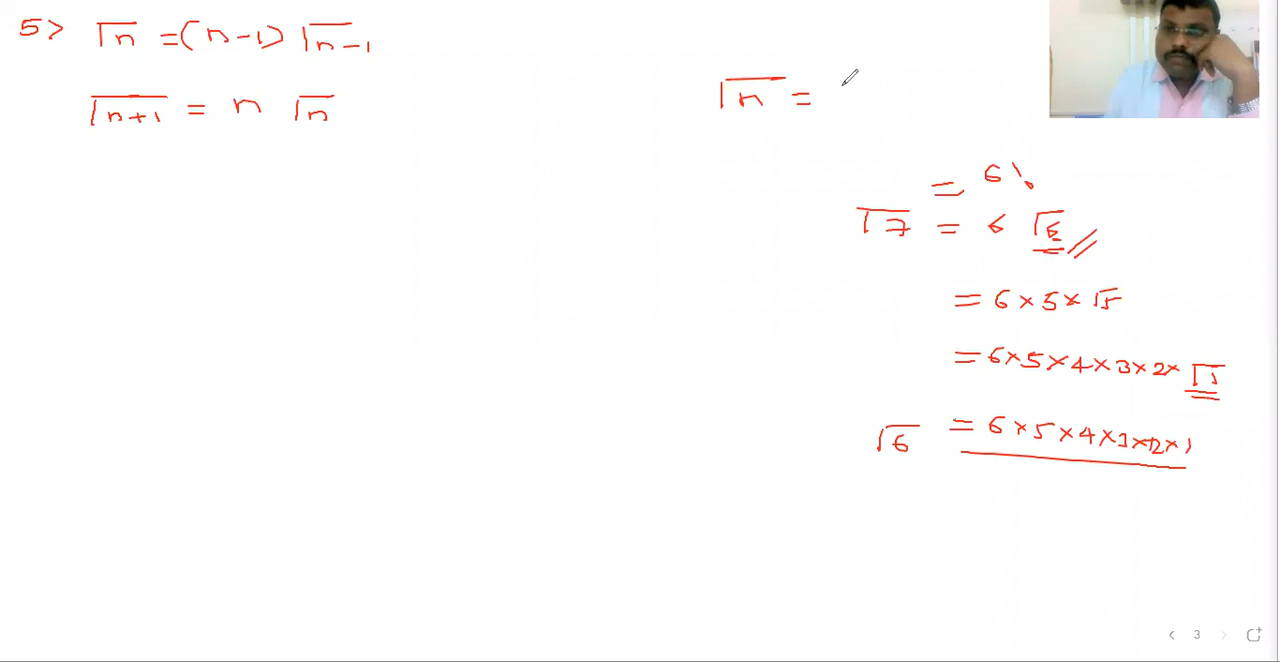 5> Γn = (n-1) Γn-1
Γn+1 = n Γn
Γn =
= 6!
Γ7 = 6 Γ6 //
= 6 × 5 × Γ5
= 6 × 5 × 4 × 3 × 2 × Γ1
Γ6 = 6 × 5 × 4 × 3 × 2 × 1
< 3 >